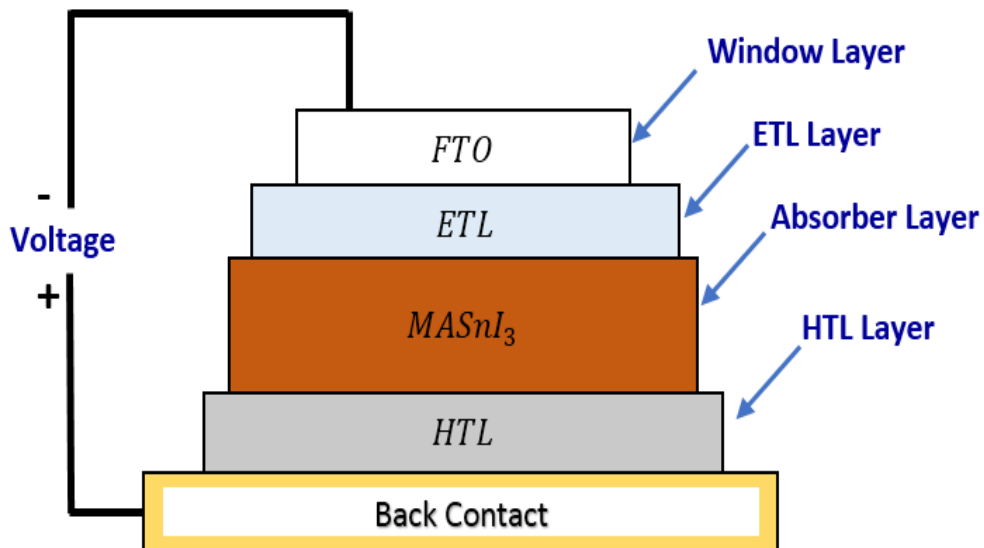 Window Layer
FTO
ETL Layer
-
ETL
Absorber Layer
Voltage
+
MASnI₃
HTL Layer
HTL
Back Contact